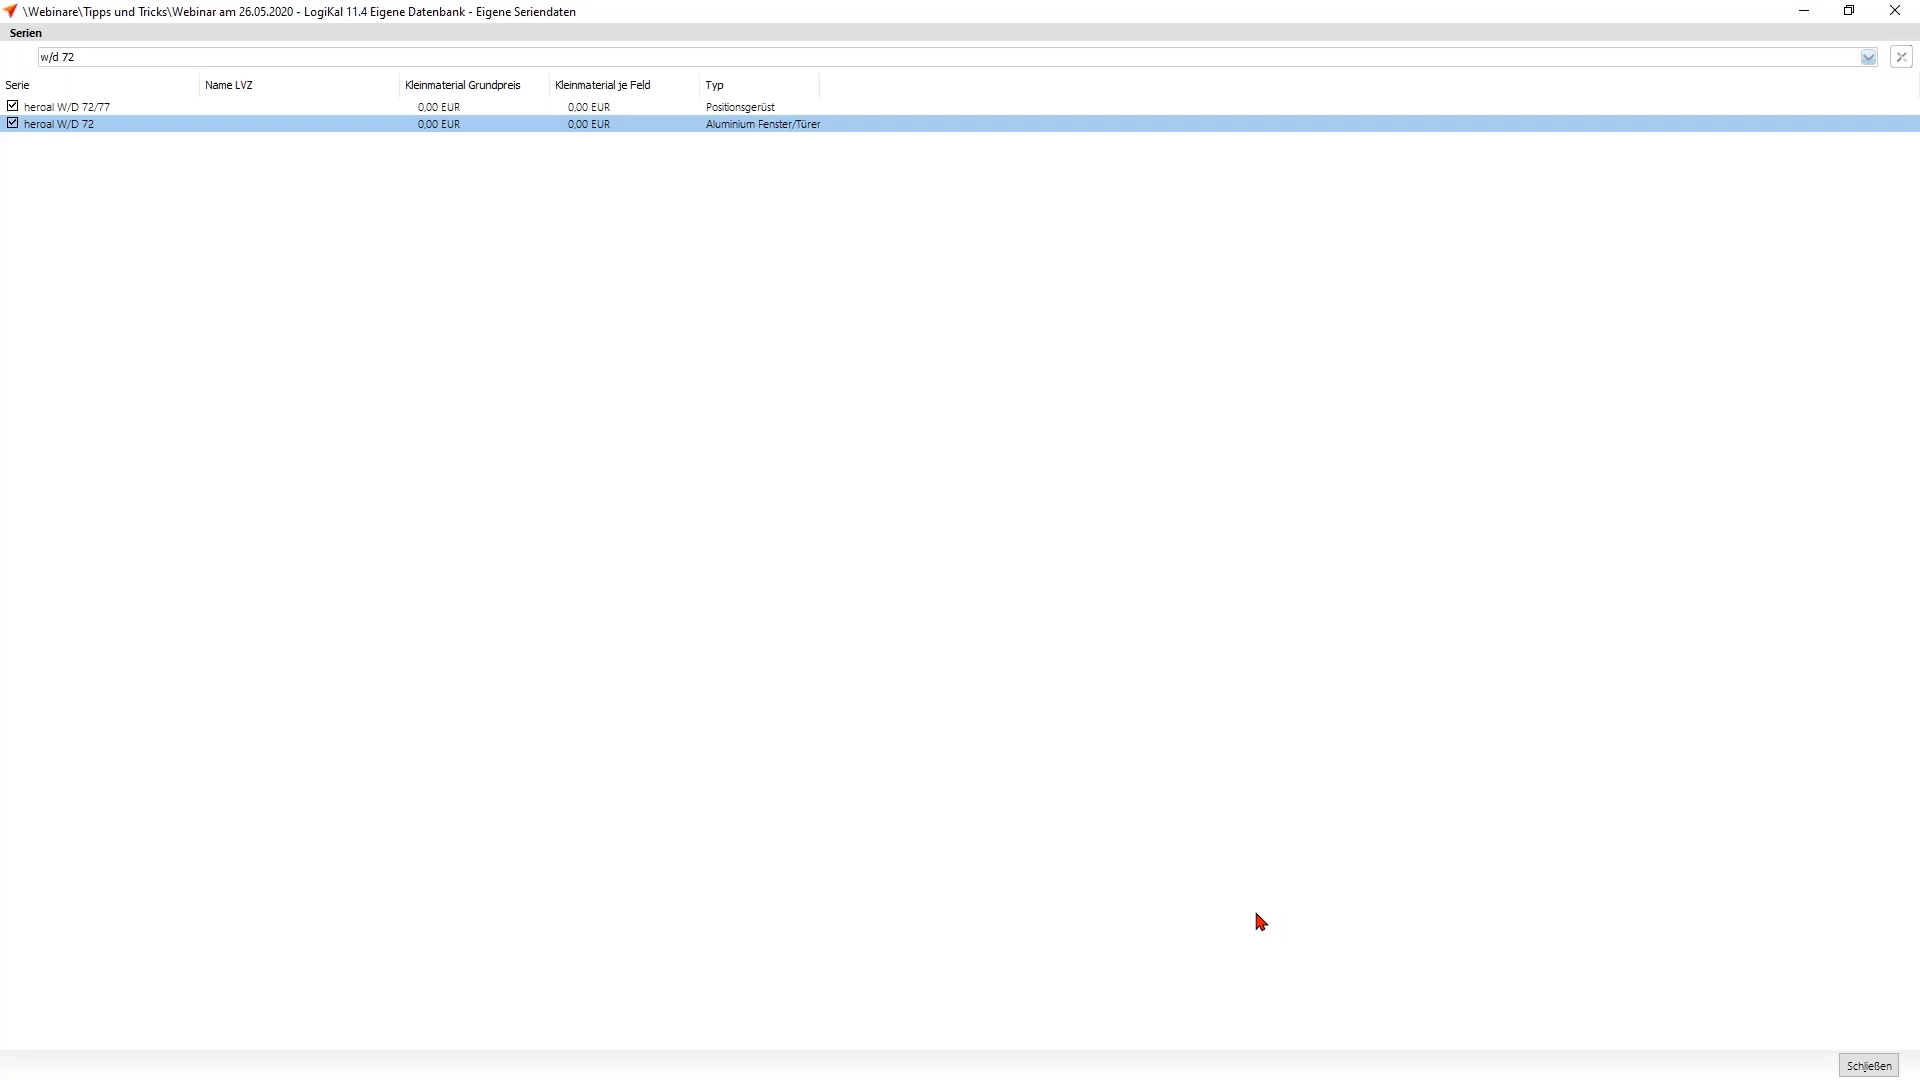 \Webinare\Tipps und Tricks\Webinar am 26.05.2020 - LogiKal 11.4 Eigene Datenbank - Eigene Seriendaten
Serien
w/d 72
Serie Name LVZ Kleinmaterial Grundpreis Kleinmaterial je Feld Typ
heroal W/D 72/77 0,00 EUR 0,00 EUR Positionsgerüst
heroal W/D 72 0,00 EUR 0,00 EUR Aluminium Fenster/Türer
Schließen